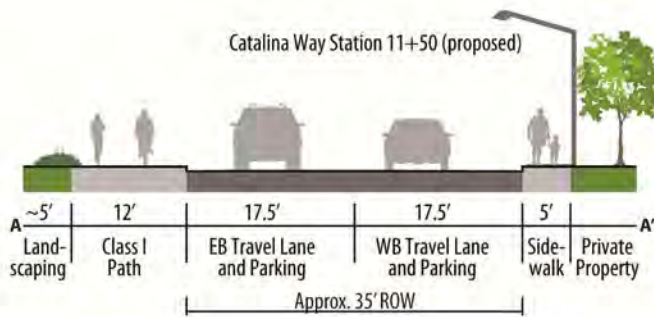 Catalina Way Station 11+50 (proposed)
A ~5′ 12′ 17.5′ 17.5′ 5′ A′
Land-
scaping
Class I
Path
EB Travel Lane
and Parking
WB Travel Lane
and Parking
Side-
walk
Private
Property
Approx. 35′ ROW